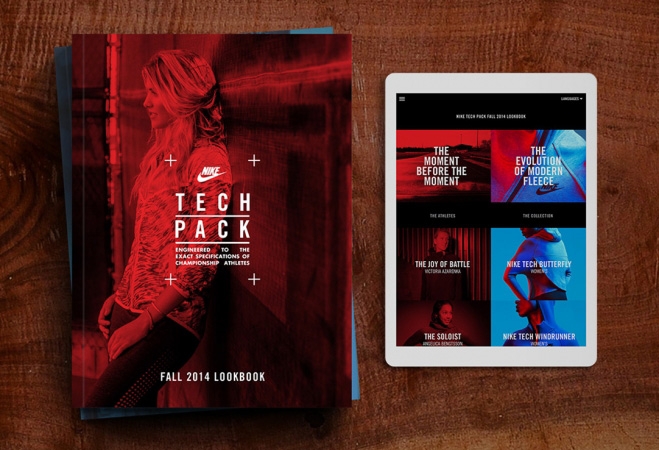 NIKE
TECH
PACK
ENGINEERED TO THE
EXACT SPECIFICATIONS OF
CHAMPIONSHIP ATHLETES
FALL 2014 LOOKBOOK
LANGUAGES
NIKE TECH PACK FALL 2014 LOOKBOOK
THE
MOMENT
BEFORE THE
MOMENT
THE
EVOLUTION
OF MODERN
FLEECE
THE ATHLETES
THE COLLECTION
THE JOY OF BATTLE
VICTORIA AZARENKA
NIKE TECH BUTTERFLY
WOMEN'S
THE SOLOIST
ANGELICA BENGTSSON
NIKE TECH WINDRUNNER
WOMEN'S